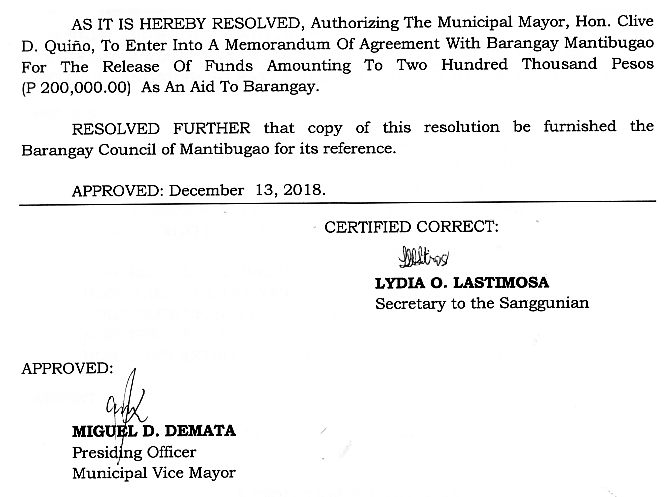 AS IT IS HEREBY RESOLVED, Authorizing The Municipal Mayor, Hon. Clive
D. Quiño, To Enter Into A Memorandum Of Agreement With Barangay Mantibugao
For The Release Of Funds Amounting To Two Hundred Thousand Pesos
(P 200,000.00) As An Aid To Barangay.
RESOLVED FURTHER that copy of this resolution be furnished the
Barangay Council of Mantibugao for its reference.
APPROVED: December 13, 2018.
CERTIFIED CORRECT:
LYDIA O. LASTIMOSA
Secretary to the Sanggunian
APPROVED:
MIGUEL D. DEMATA
Presiding Officer
Municipal Vice Mayor